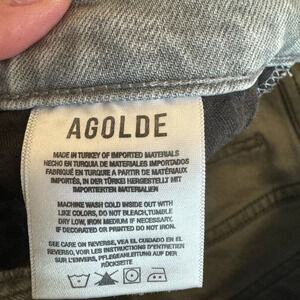 AGOLDE
MADE IN TURKEY OF IMPORTED MATERIALS
HECHO EN TURQUIA DE MATERIALES IMPORTADOS
FABRIQUÉ EN TURQUIE A PARTIR DE MATÉRIAUX
IMPORTÉS, IN DER TÜRKEI HERGESTELLT MIT
IMPORTIERTEN MATERIALIEN
MACHINE WASH COLD INSIDE OUT WITH
LIKE COLORS, DO NOT BLEACH,TUMBLE
DRY LOW, IRON MEDIUM IF NECESSARY.
IF DECORATED OR PRINTED DO NOT IRON.
SEE CARE ON REVERSE, VEA EL CUIDADO EN EL
REVERSO, VOIR LES INSTRUCTIONS D'ENTRETIEN
SUR L'ENVERS, PFLEGEANLEITUNG AUF DER
RÜCKSEITE